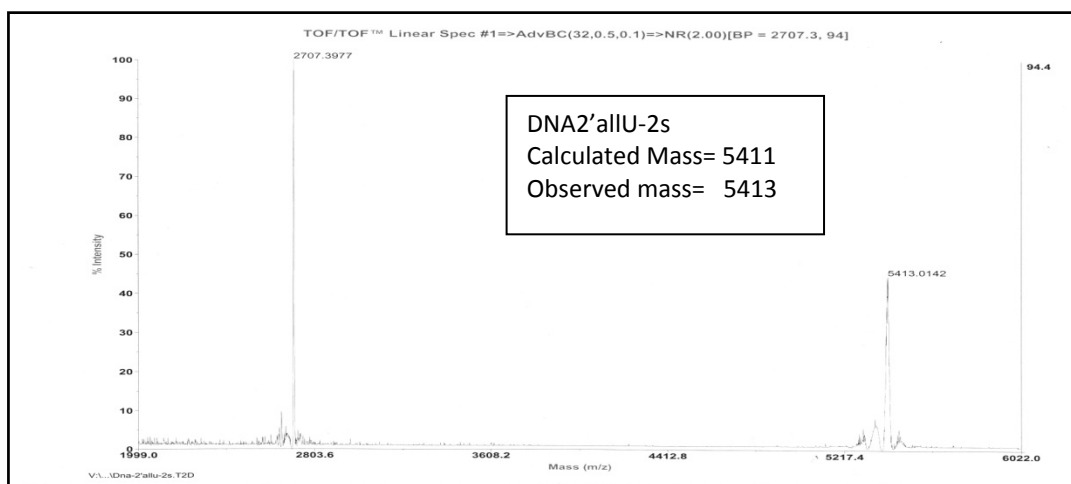 TOF/TOF™ Linear Spec #1=>AdvBC(32,0.5,0.1)=>NR(2.00)[BP = 2707.3, 94]
2707.3977
100
94.4
90
DNA2’allU-2s
Calculated Mass= 5411
80
Observed mass= 5413
70
60
% Intensity
50
5413.0142
40
30
20
10
0
1999.0 2803.6 3608.2 4412.8 5217.4 6022.0
Mass (m/z)
V:\...\Dna-2'allu-2s.T2D